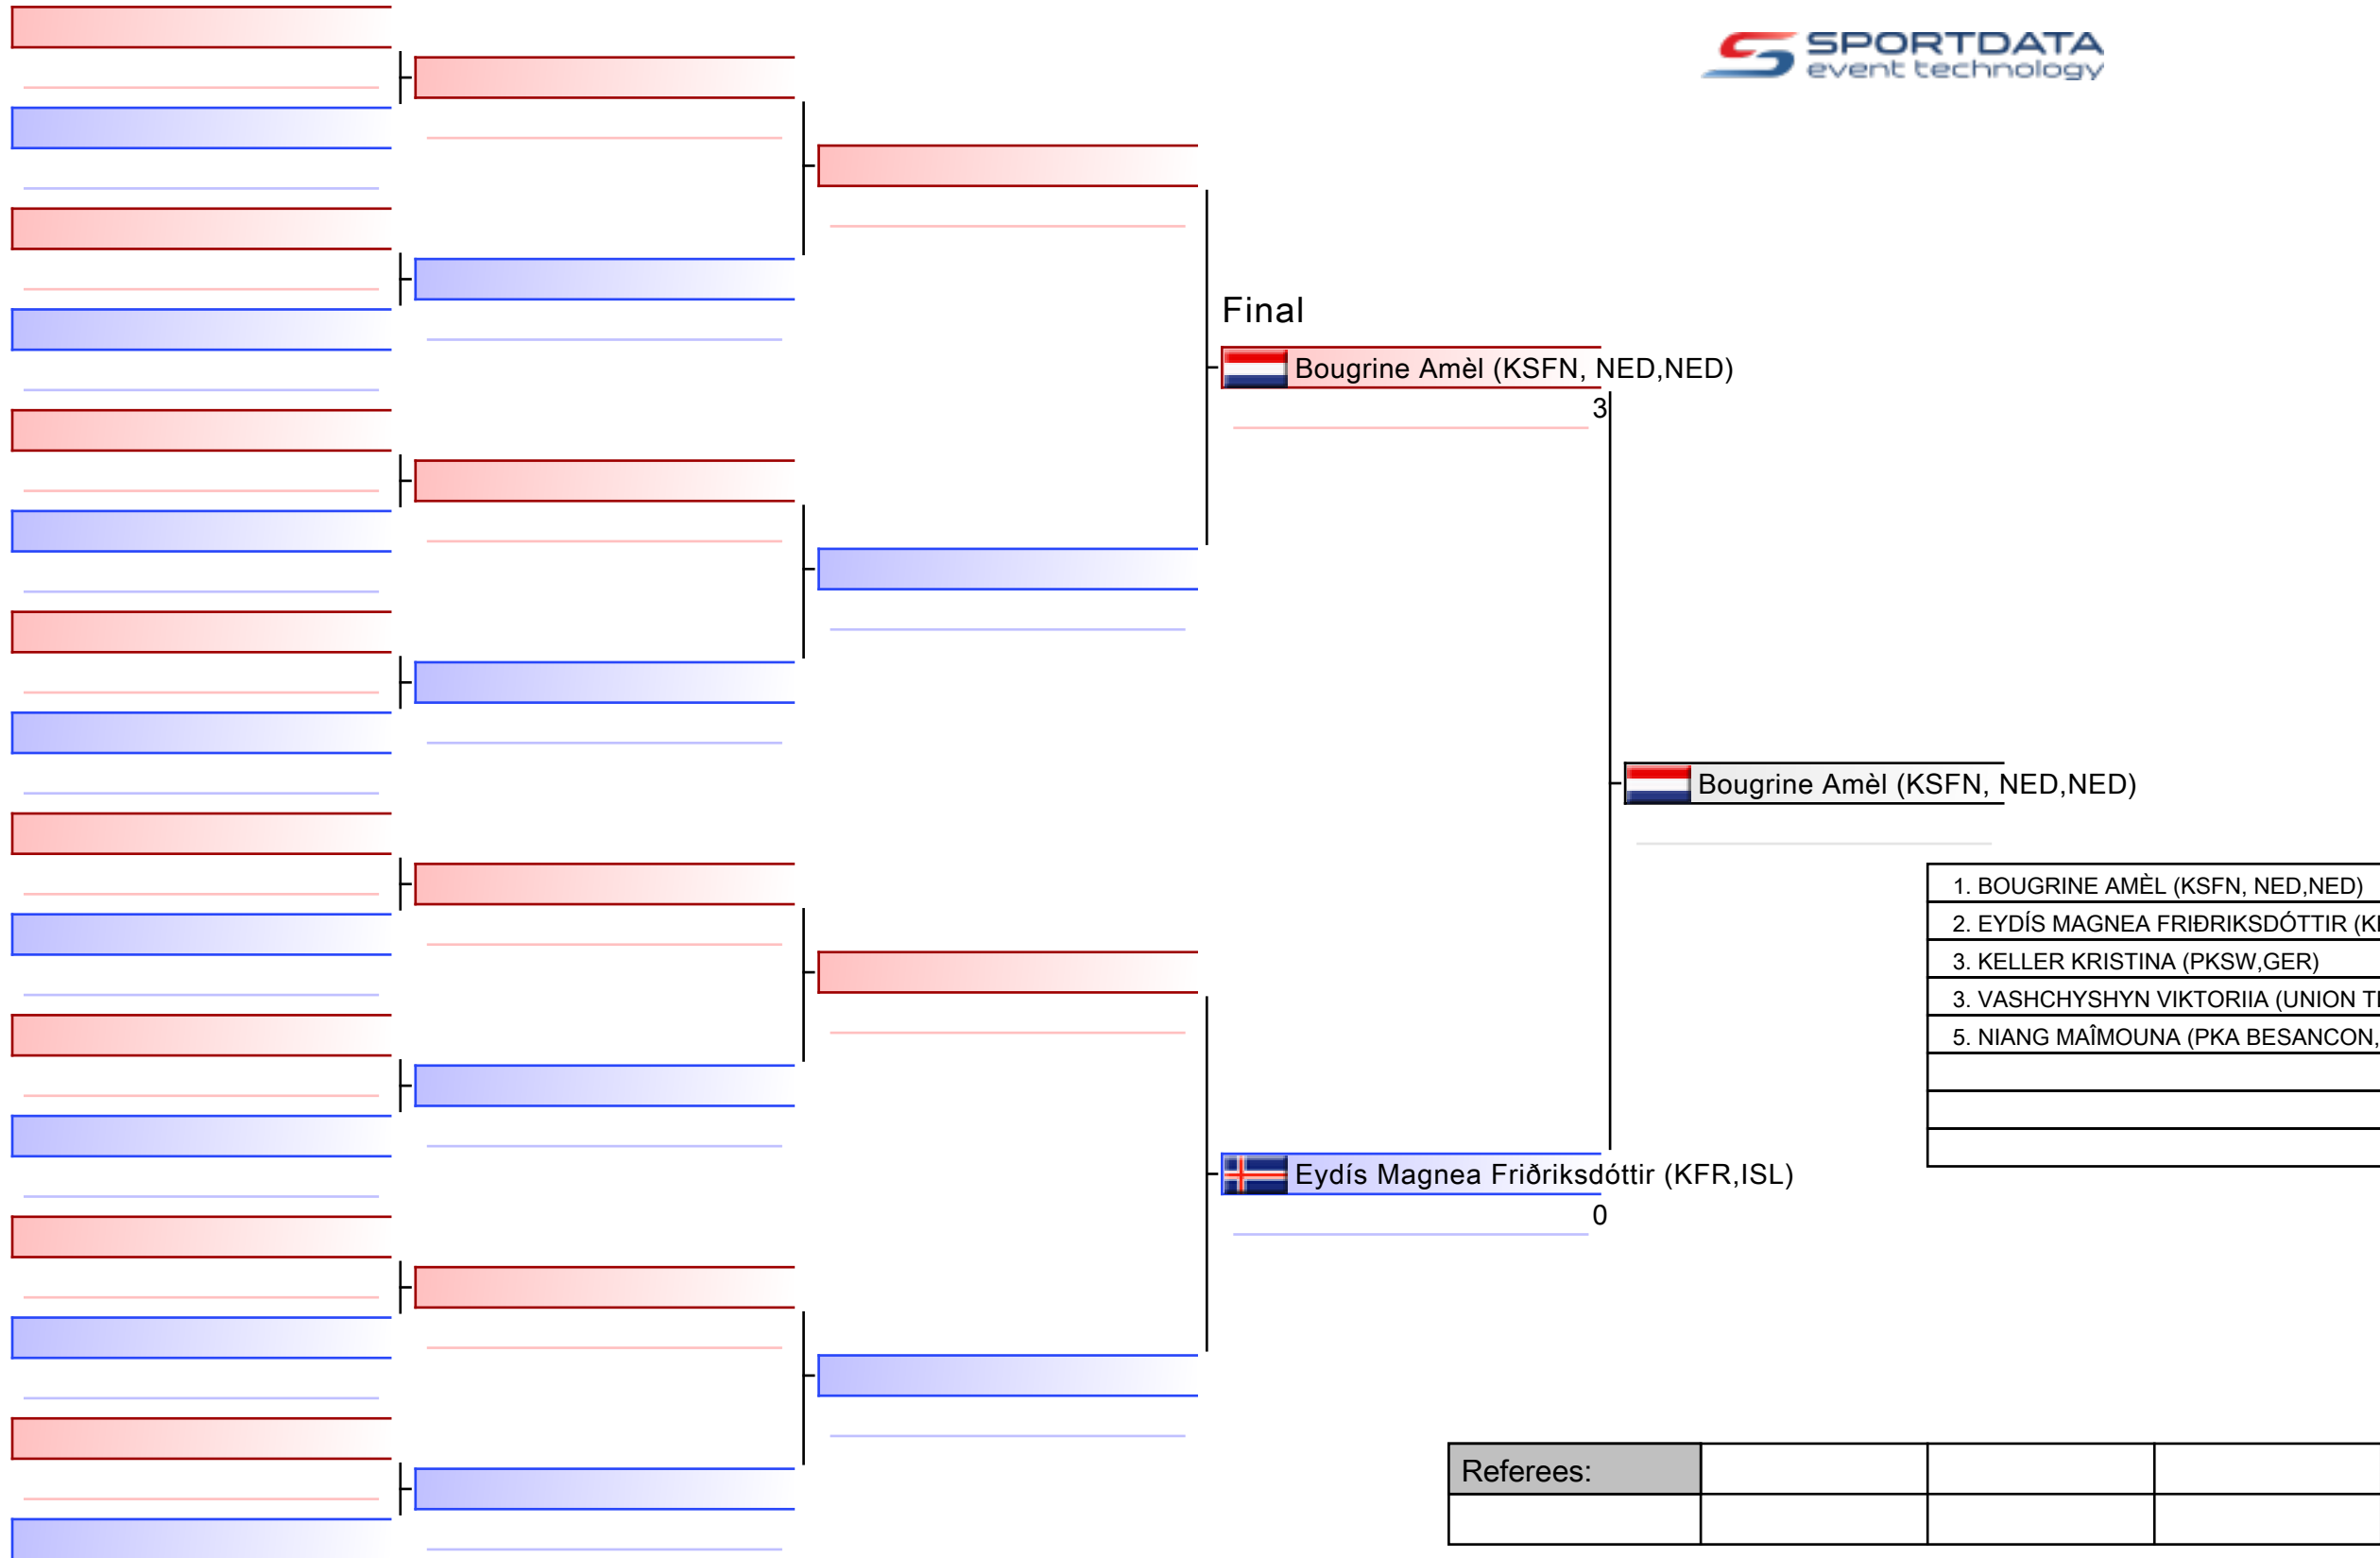 SPORTDATA
event technology
Final
Bougrine Amèl (KSFN, NED,NED)
3
Bougrine Amèl (KSFN, NED,NED)
1. BOUGRINE AMÈL (KSFN, NED,NED)
2. EYDÍS MAGNEA FRIÐRIKSDÓTTIR
3. KELLER KRISTINA (PKSW,GER)
3. VASHCHYSHYN VIKTORIIA (UNION
5. NIANG MAÎMOUNA (PKA BESANCON,
Eydís Magnea Friðriksdóttir (KFR,ISL)
0
Referees: